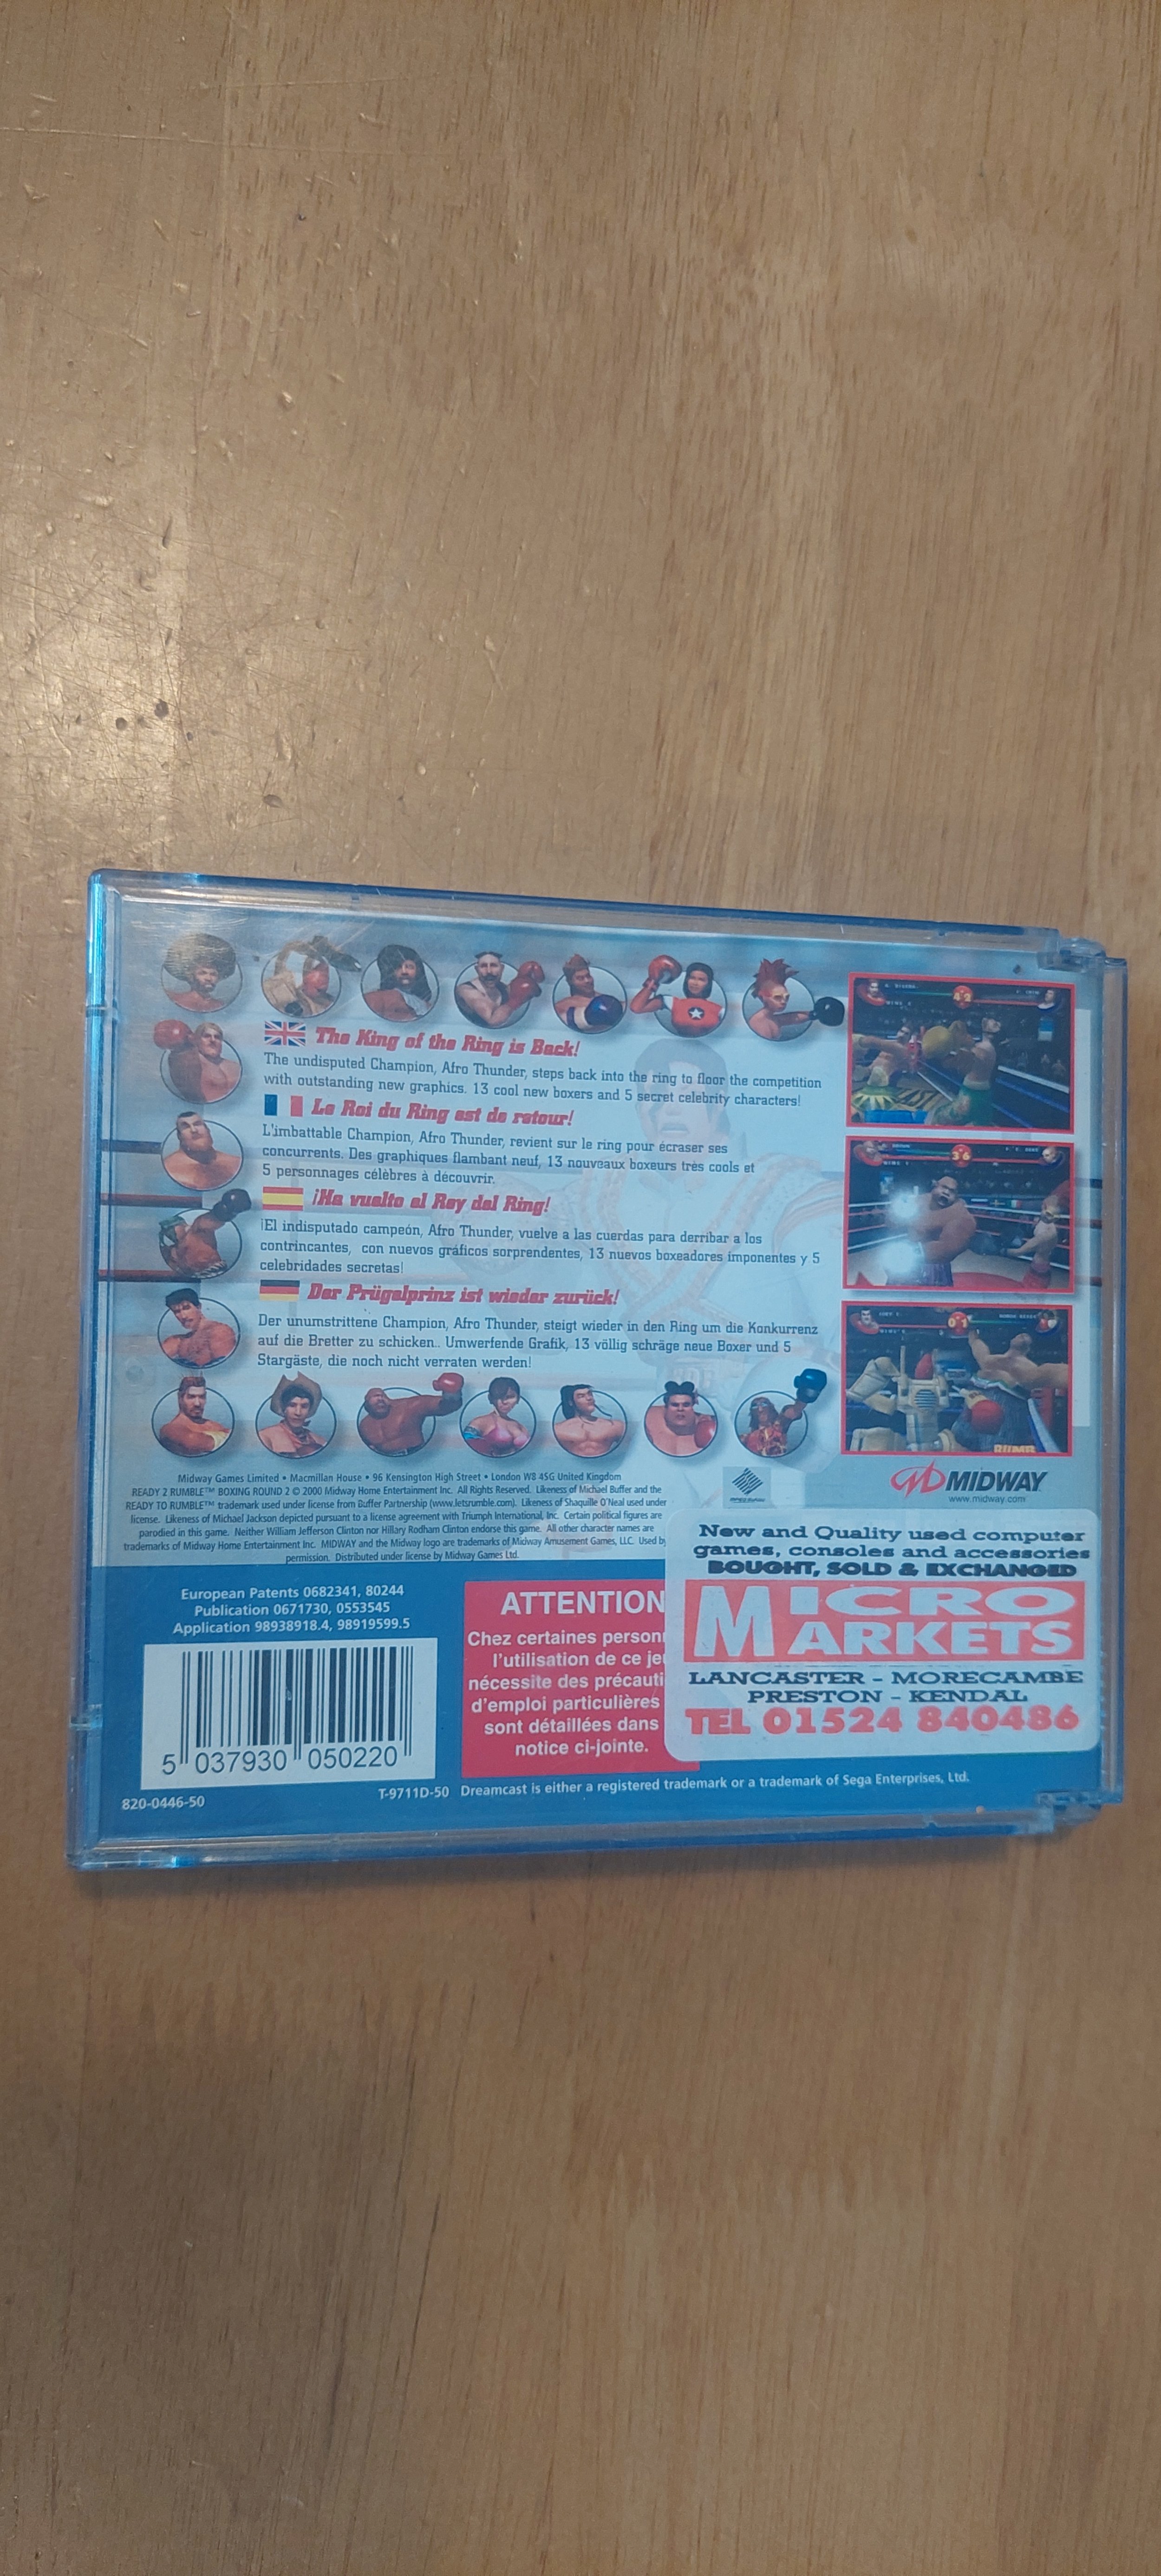 The King of the Ring is Back!
The undisputed Champion, Afro Thunder, steps back into the ring to floor the competition
with outstanding new graphics. 13 cool new boxers and 5 secret celebrity characters!
Le Roi du Ring est de retour!
L'imbattable Champion, Afro Thunder, revient sur le ring pour écraser ses
concurrents. Des graphiques flambant neuf, 13 nouveaux boxeurs très cools et
5 personnages célèbres à découvrir.
¡Ha vuelto el Rey del Ring!
¡El indisputado campeón, Afro Thunder, vuelve a las cuerdas para derribar a los
contrincantes, con nuevos gráficos sorprendentes, 13 nuevos boxeadores imponentes y 5
celebridades secretas!
Der Prügelprinz ist wieder zurück!
Der unumstrittene Champion, Afro Thunder, steigt wieder in den Ring um die Konkurrenz
auf die Bretter zu schicken.. Umwerfende Grafik, 13 völlig schräge neue Boxer und 5
Stargäste, die noch nicht verraten werden!
Midway Games Limited • Macmillan House • 96 Kensington High Street • London W8 4SG United Kingdom
READY 2 RUMBLE™ BOXING ROUND 2 © 2000 Midway Home Entertainment Inc. All Rights Reserved. Likeness of Michael Buffer and the
READY TO RUMBLE™ trademark used under license from Buffer Partnership (www.letsrumble.com). Likeness of Shaquille O'Neal used under
license. Likeness of Michael Jackson depicted pursuant to a license agreement with Triumph International, Inc. Certain political figures are
parodied in this game. Neither William Jefferson Clinton nor Hillary Rodham Clinton endorse this game. All other character names are
trademarks of Midway Home Entertainment Inc. MIDWAY and the Midway logo are trademarks of Midway Amusement Games, LLC. Used by
permission. Distributed under license by Midway Games Ltd.
MIDWAY
www.midway.com
New and Quality used computer
games, consoles and accessories
BOUGHT, SOLD & EXCHANGED
MICRO
MARKETS
LANCASTER - MORECAMBE
PRESTON - KENDAL
TEL 01524 840486
European Patents 0682341, 80244
Publication 0671730, 0553545
Application 98938918.4, 98919599.5
5 037930 050220
ATTENTION
Chez certaines person
l'utilisation de ce je
nécessite des précauti
d'emploi particulières
sont détaillées dans
notice ci-jointe.
820-0446-50
T-9711D-50 Dreamcast is either a registered trademark or a trademark of Sega Enterprises, Ltd.